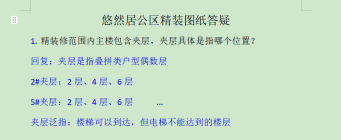 悠然居公区精装图纸答疑
1. 精装修范围内主楼包含夹层，夹层具体是指哪个位置？
回复：夹层是指叠拼类户型偶数层
2#夹层：2 层、4 层、6 层
5#夹层：2 层、4 层、6 层 ...
夹层泛指：楼梯可以到达，但电梯不能达到的楼层